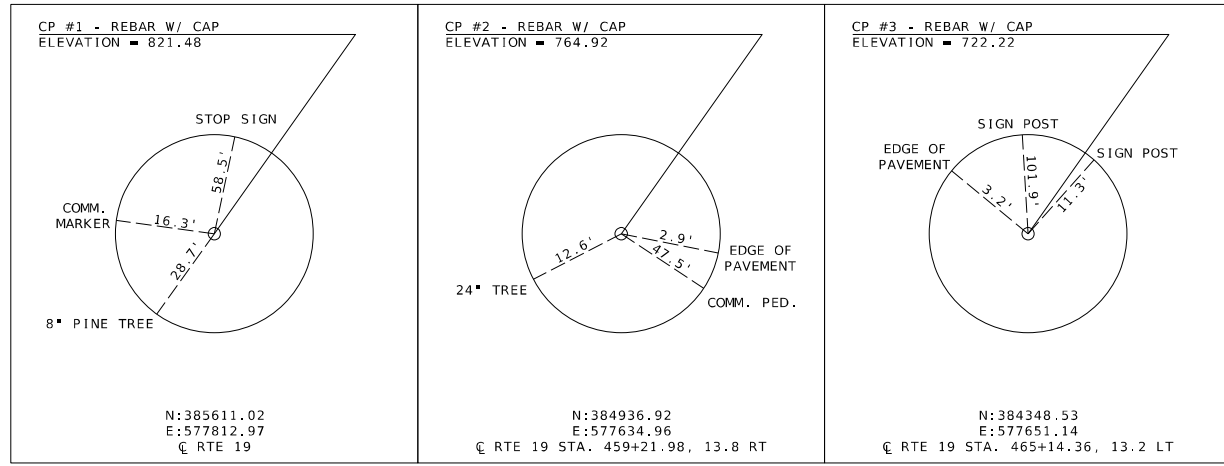 CP #1 - REBAR W/ CAP
ELEVATION = 821.48
STOP SIGN
58.5'
COMM.
MARKER
16.3'
28.7'
8" PINE TREE
N:385611.02
E:577812.97
℄ RTE 19
CP #2 - REBAR W/ CAP
ELEVATION = 764.92
12.6'
2.9'
47.5'
EDGE OF
PAVEMENT
24" TREE
COMM. PED.
N:384936.92
E:577634.96
℄ RTE 19 STA. 459+21.98, 13.8 RT
CP #3 - REBAR W/ CAP
ELEVATION = 722.22
SIGN POST
EDGE OF
PAVEMENT
SIGN POST
3.2'
101.9'
11.3'
N:384348.53
E:577651.14
℄ RTE 19 STA. 465+14.36, 13.2 LT